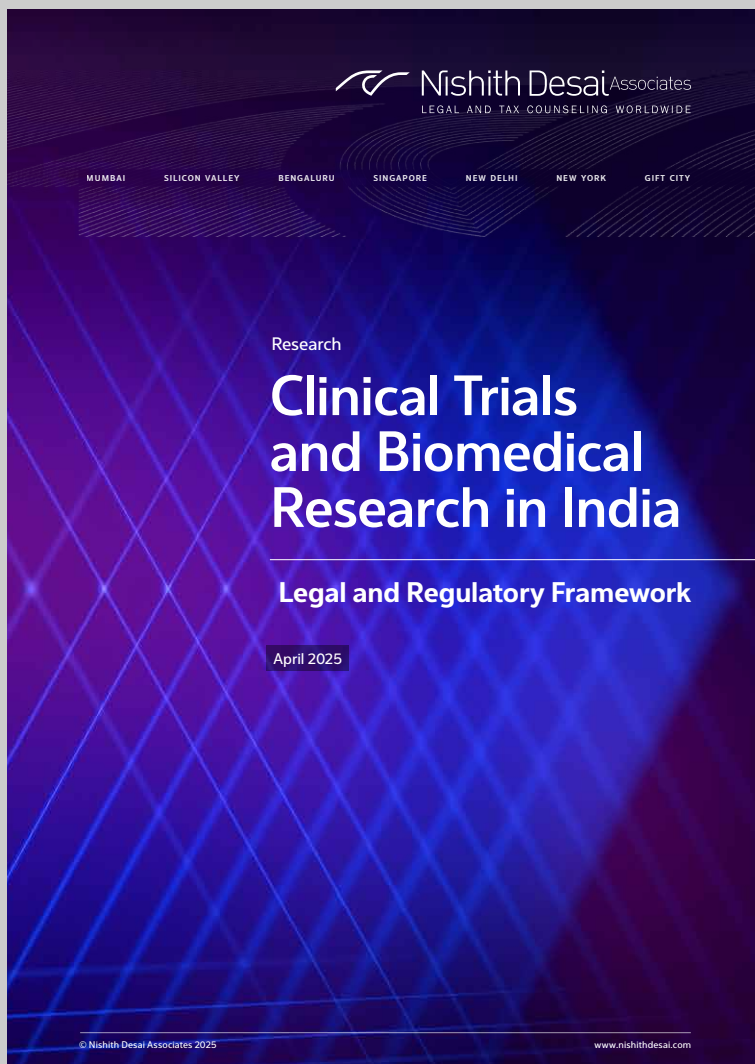 Nishith Desai Associates
LEGAL AND TAX COUNSELING WORLDWIDE
MUMBAI SILICON VALLEY BENGALURU SINGAPORE NEW DELHI NEW YORK GIFT CITY
Research
Clinical Trials
and Biomedical
Research in India
Legal and Regulatory Framework
April 2025
© Nishith Desai Associates 2025 www.nishithdesai.com